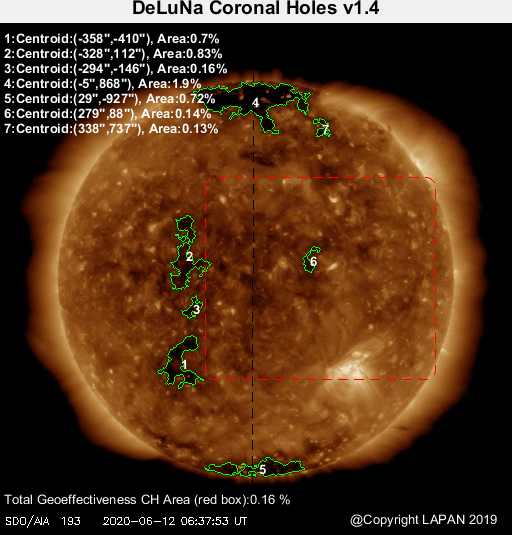 DeLuNa Coronal Holes v1.4
1:Centroid:(-358",-410"), Area:0.7%
2:Centroid:(-328",112"), Area:0.83%
3:Centroid:(-294",-146"), Area:0.16%
4:Centroid:(-5",868"), Area:1.9%
5:Centroid:(29",-927"), Area:0.72%
6:Centroid:(279",88"), Area:0.14%
7:Centroid:(338",737"), Area:0.13%
4
7
2
6
3
1
5
Total Geoeffectiveness CH Area (red box):0.16 %
SDO/AIA 193 2020-06-12 06:37:53 UT
@Copyright LAPAN 2019